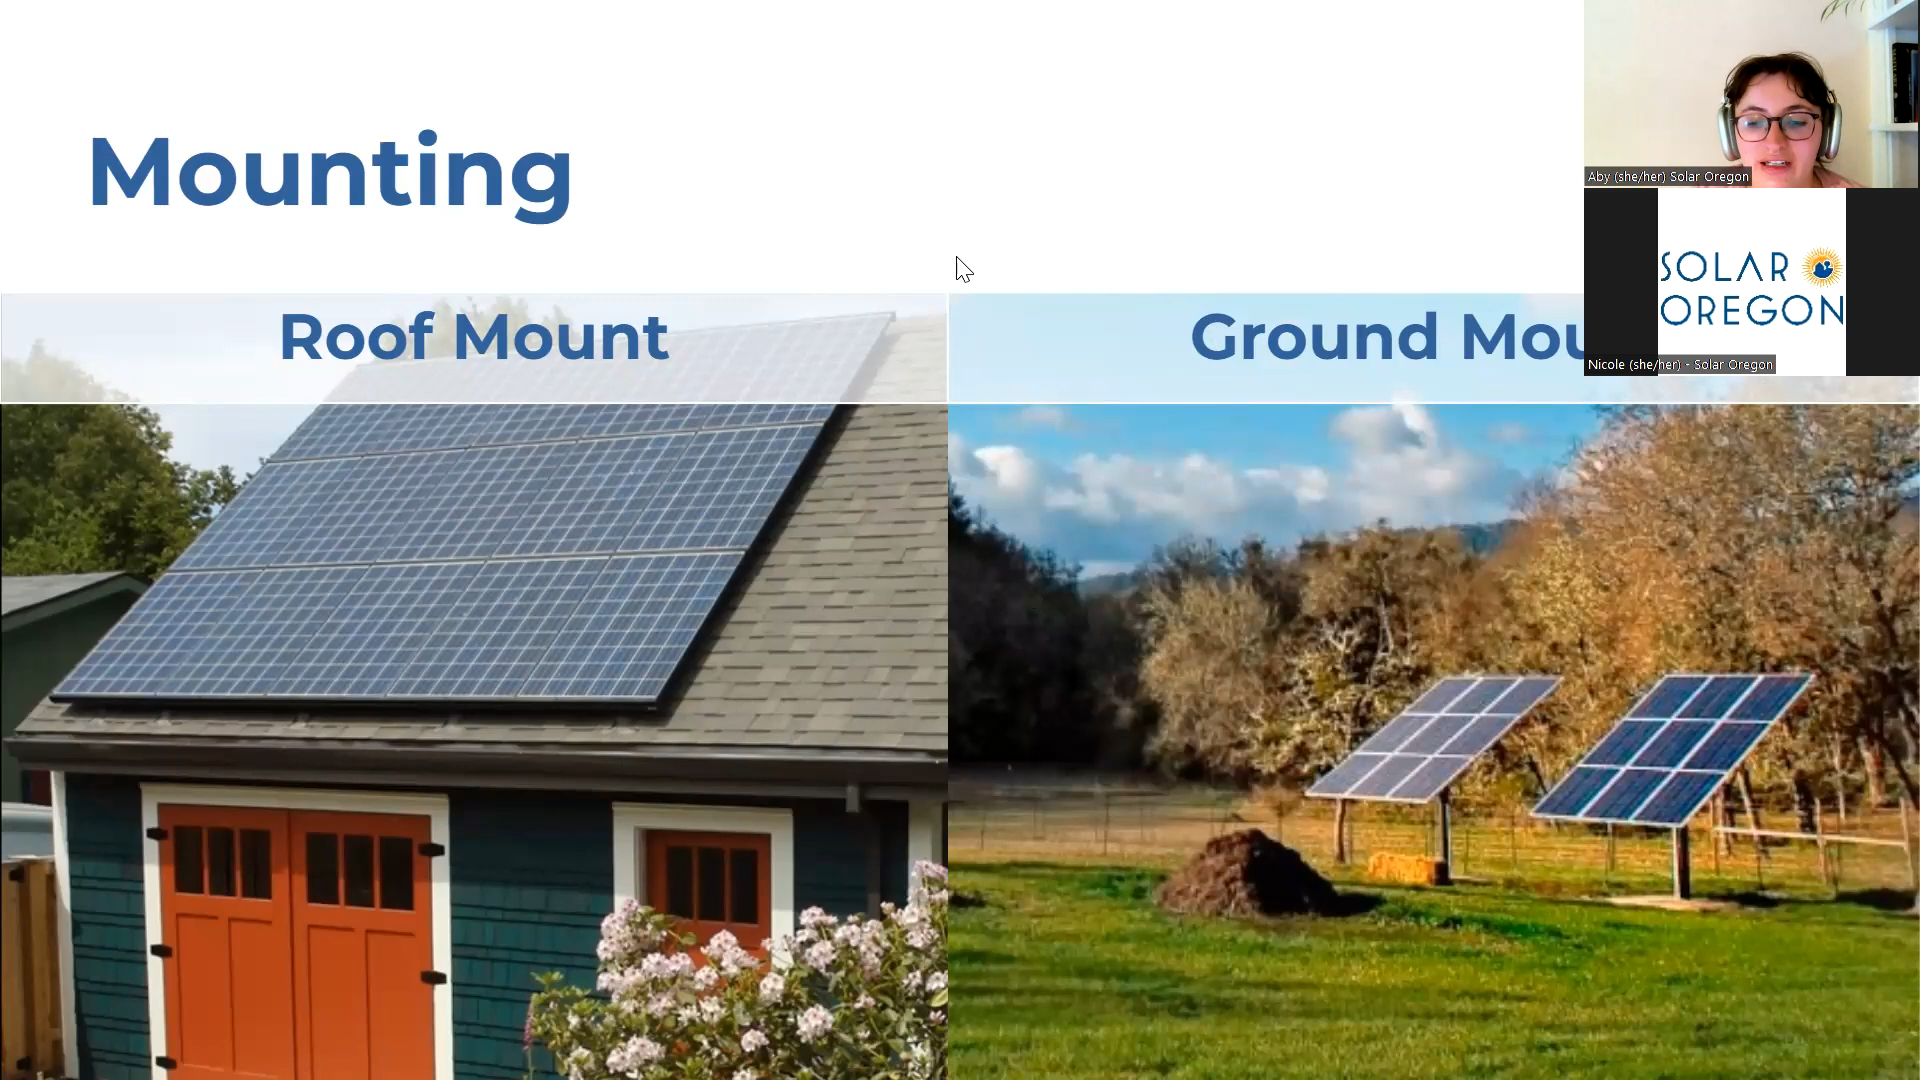 Mounting
Roof Mount
Ground Mou
Aby (she/her) Solar Oregon
SOLAR
OREGON
Nicole (she/her) - Solar Oregon